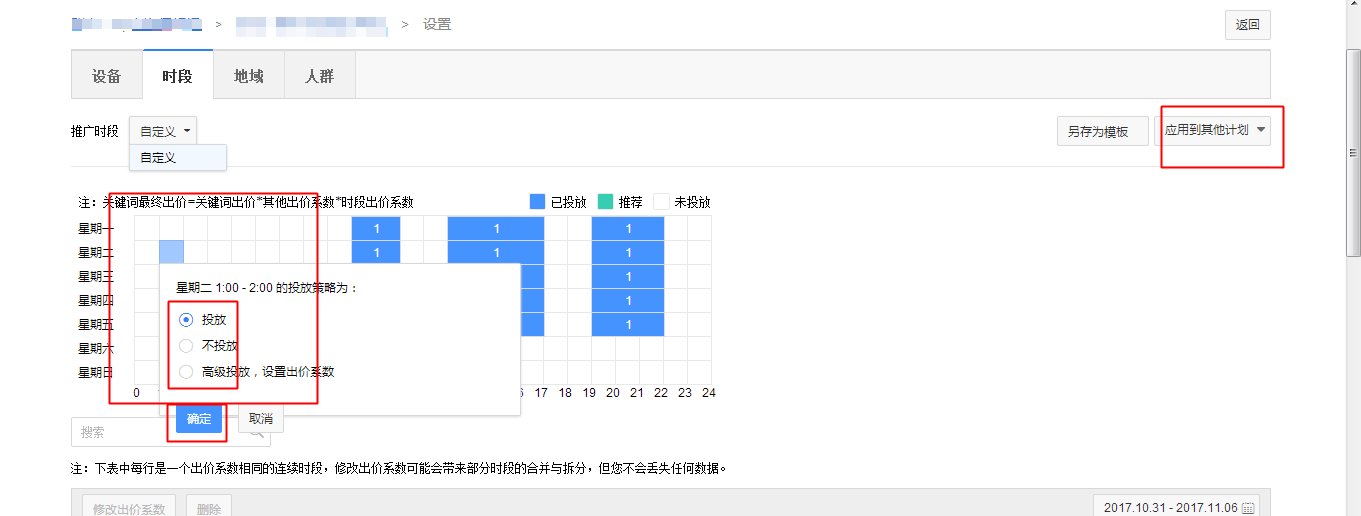 > > 设置 返回
设备 时段 地域 人群
推广时段 自定义 另存为模板 应用到其他计划
自定义
注：关键词最终出价=关键词出价*其他出价系数*时段出价系数 已投放 推荐 未投放
星期一 1 1 1
星期二 1 1 1
星期三 1
星期四 1
星期五 1
星期六
星期日
星期二 1:00 - 2:00 的投放策略为：
投放
不投放
高级投放，设置出价系数
0 17 18 19 20 21 22 23 24
确定 取消
搜索
注：下表中每行是一个出价系数相同的连续时段，修改出价系数可能会带来部分时段的合并与拆分，但您不会丢失任何数据。
修改出价系数 删除 2017.10.31 - 2017.11.06